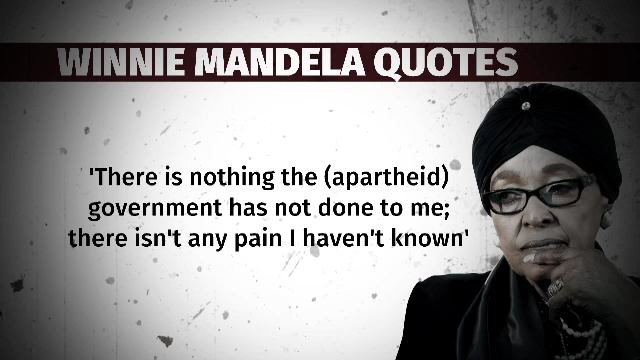 WINNIE MANDELA QUOTES
'There is nothing the (apartheid)
government has not done to me;
there isn't any pain I haven't known'